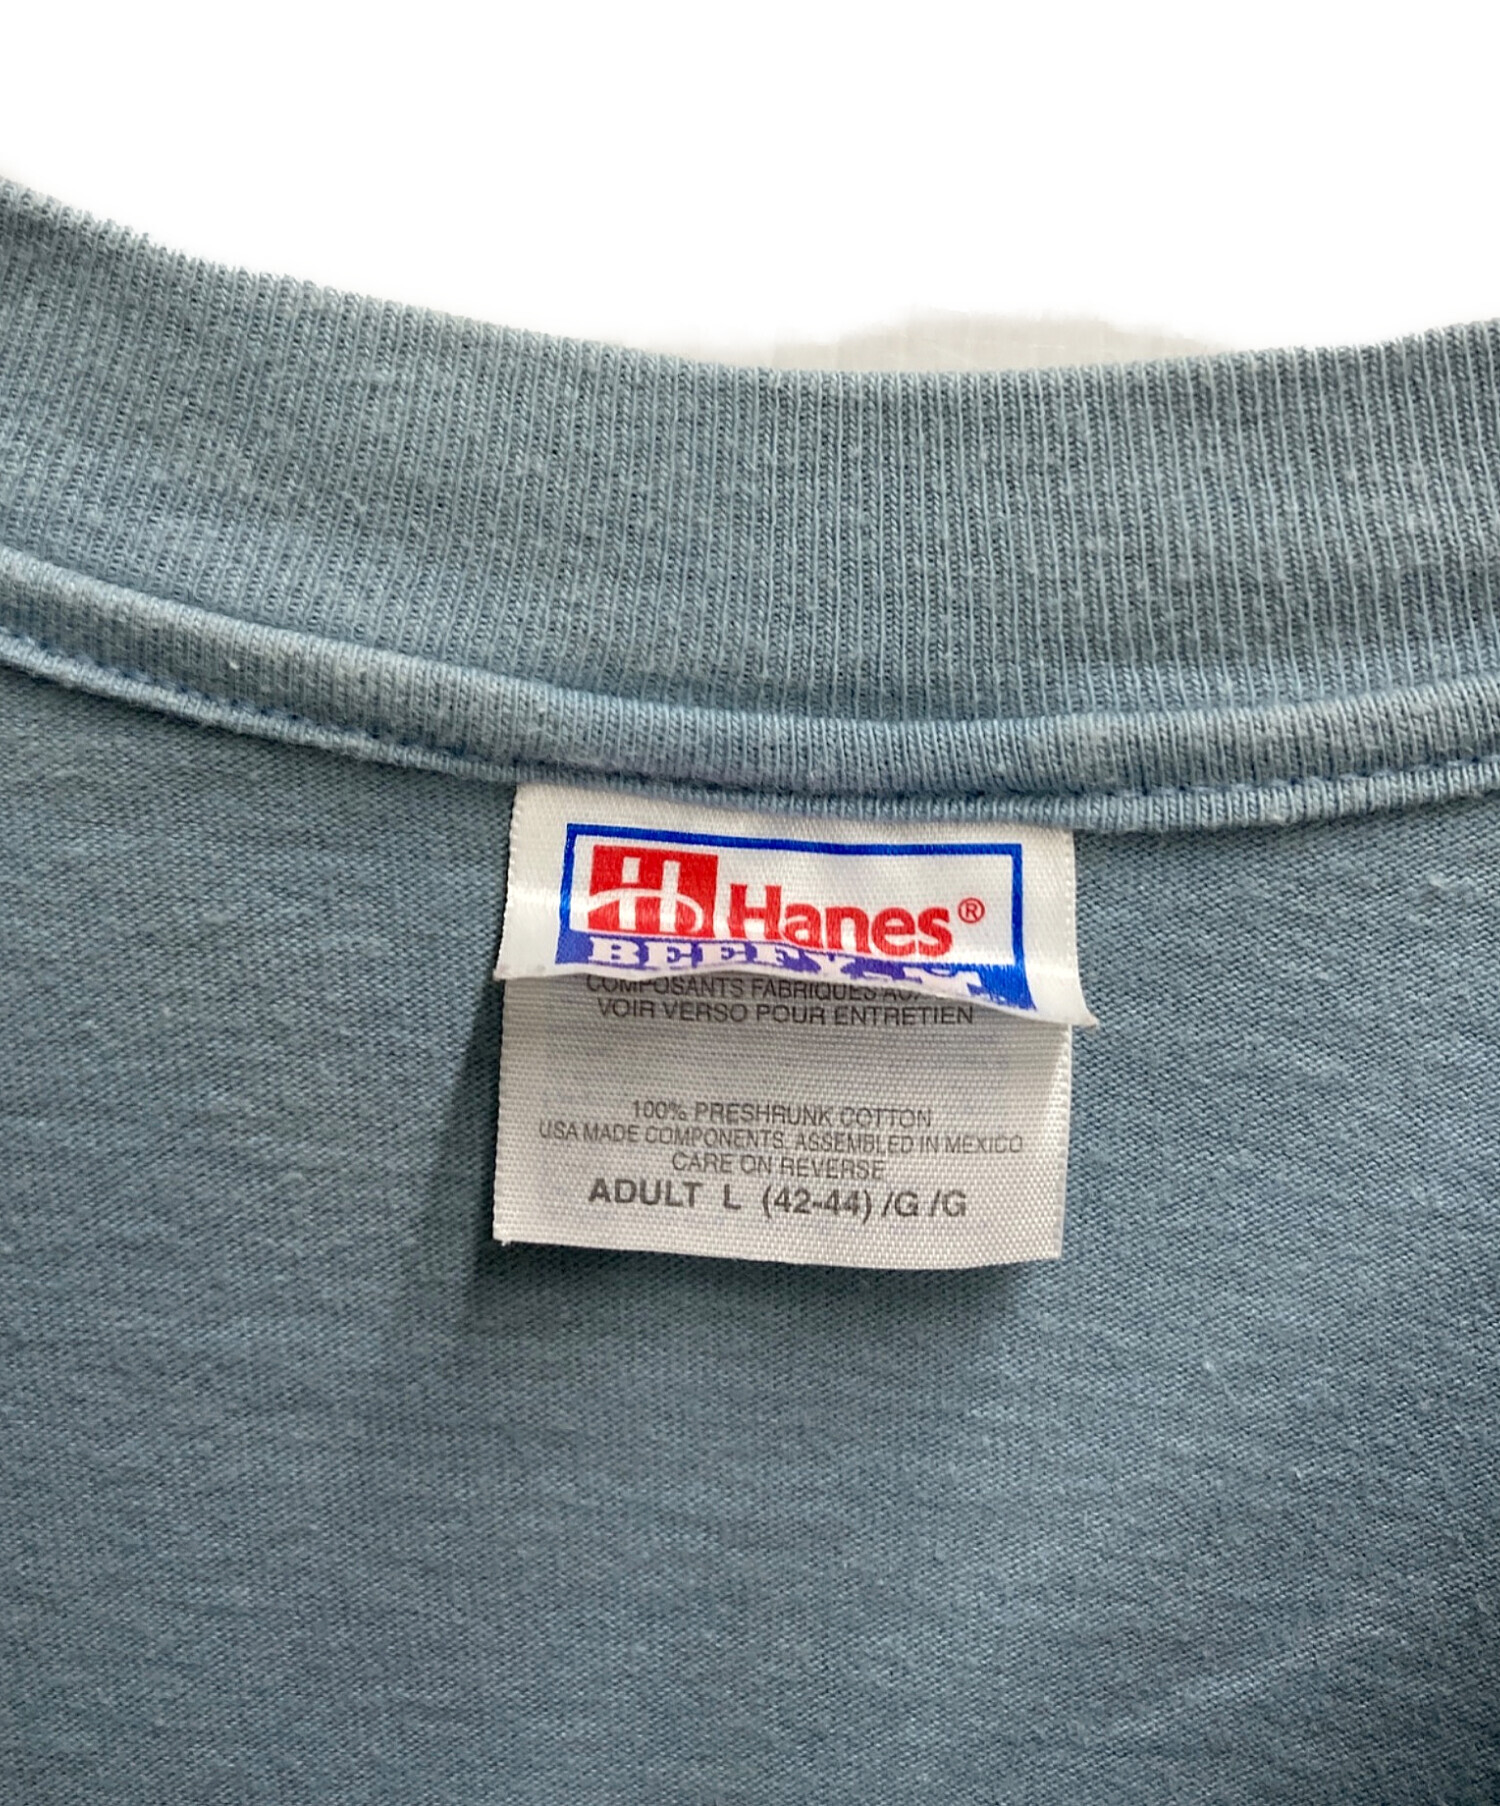 Hanes®
BEEFY-T
COMPOSANTS FABRIQUES
VOIR VERSO POUR ENTRETIEN
100% PRESHRUNK COTTON
USA MADE COMPONENTS, ASSEMBLED IN MEXICO
CARE ON REVERSE
ADULT L (42-44) /G /G